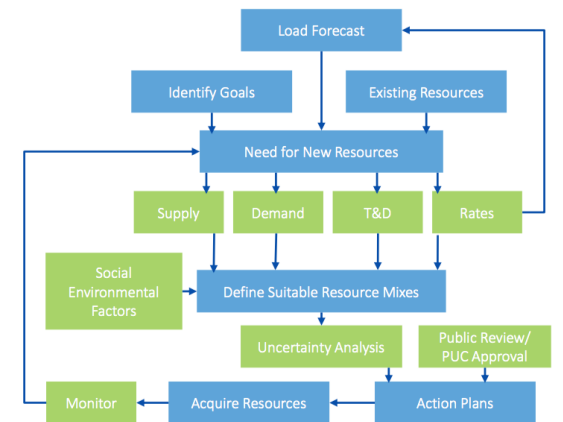 Load Forecast
Identify Goals
Existing Resources
Need for New Resources
Supply
Demand
T&D
Rates
Social
Environmental
Factors
Define Suitable Resource Mixes
Uncertainty Analysis
Public Review/
PUC Approval
Monitor
Acquire Resources
Action Plans